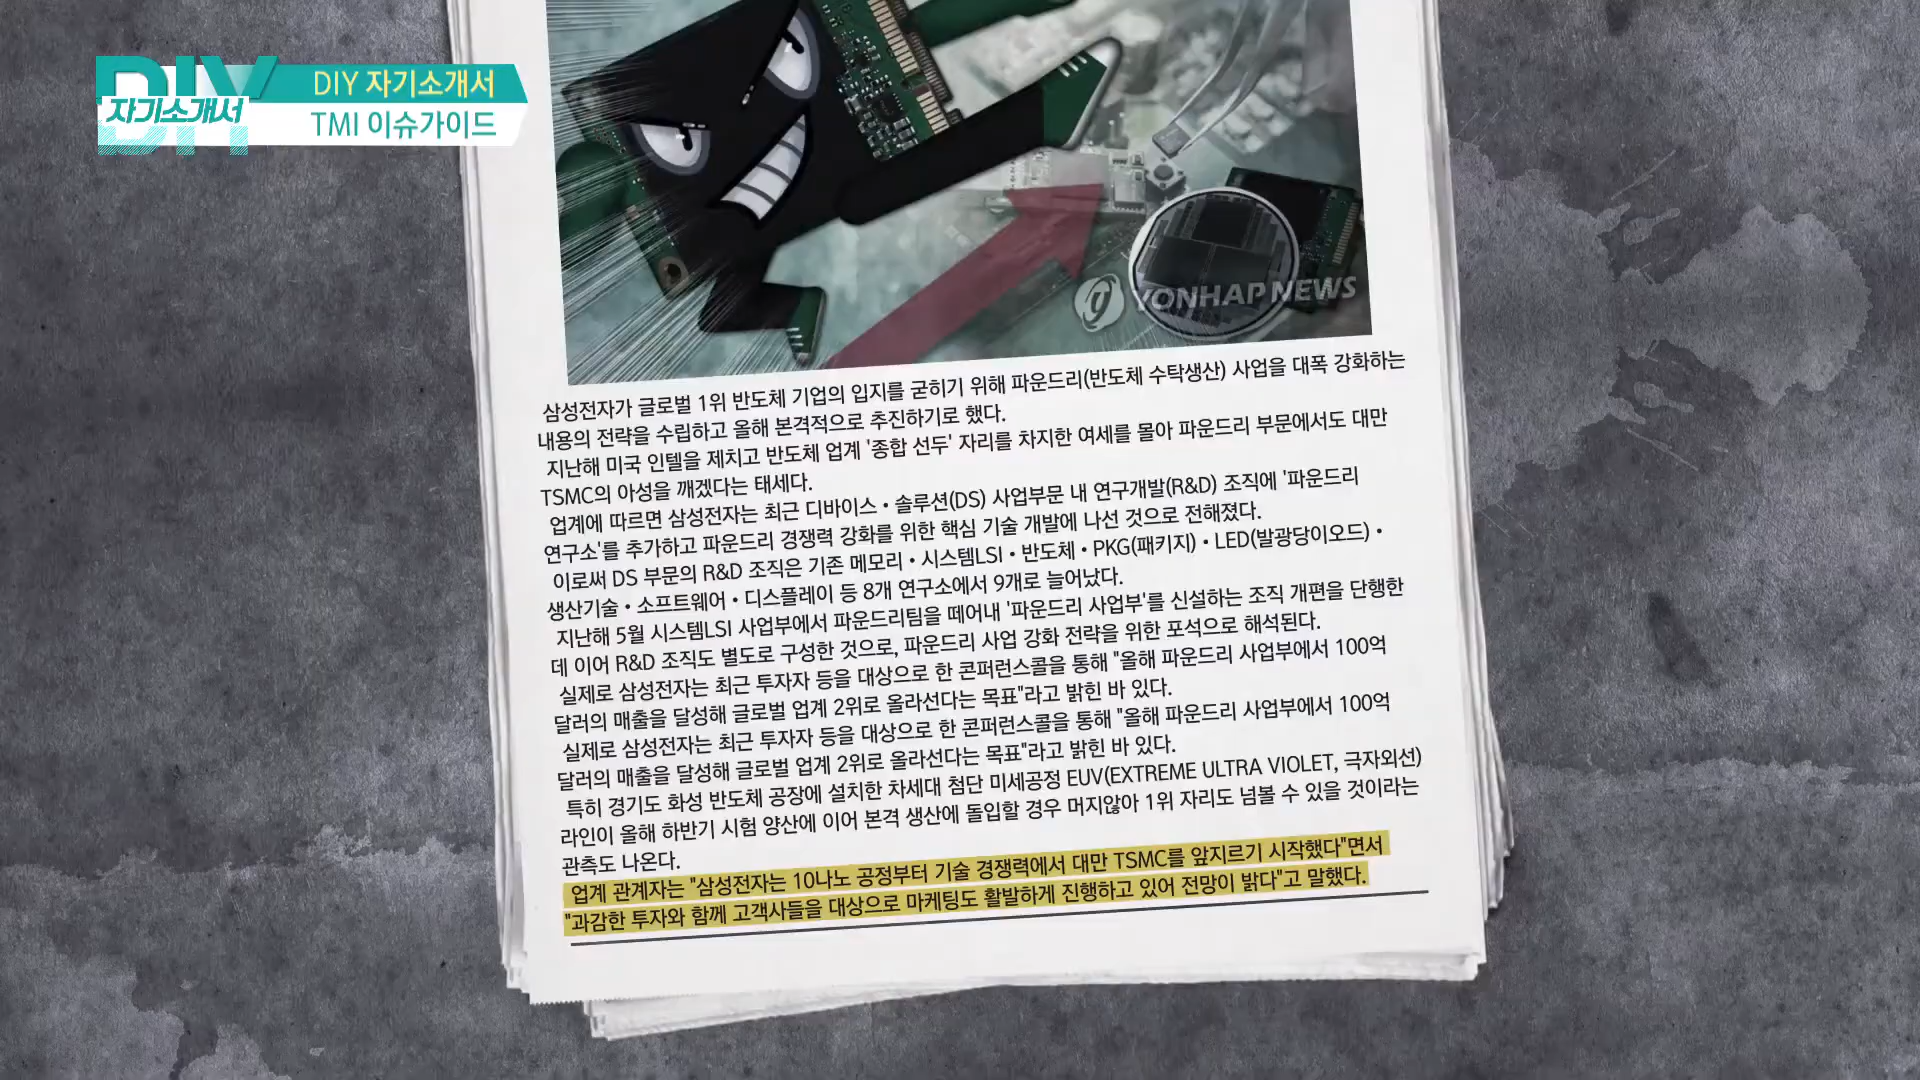 DIY
자기소개서
DIY 자기소개서
TMI 이슈가이드
YONHAP NEWS
삼성전자가 글로벌 1위 반도체 기업의 입지를 굳히기 위해 파운드리(반도체 수탁생산) 사업을 대폭 강화하는
내용의 전략을 수립하고 올해 본격적으로 추진하기로 했다.
지난해 미국 인텔을 제치고 반도체 업계 '종합 선두' 자리를 차지한 여세를 몰아 파운드리 부문에서도 대만
TSMC의 아성을 깨겠다는 태세다.
업계에 따르면 삼성전자는 최근 디바이스・솔루션(DS) 사업부문 내 연구개발(R&D) 조직에 '파운드리
연구소'를 추가하고 파운드리 경쟁력 강화를 위한 핵심 기술 개발에 나선 것으로 전해졌다.
이로써 DS 부문의 R&D 조직은 기존 메모리・시스템LSI・반도체・PKG(패키지)・LED(발광당이오드)・
생산기술・소프트웨어・디스플레이 등 8개 연구소에서 9개로 늘어났다.
지난해 5월 시스템LSI 사업부에서 파운드리팀을 떼어내 '파운드리 사업부'를 신설하는 조직 개편을 단행한
데 이어 R&D 조직도 별도로 구성한 것으로, 파운드리 사업 강화 전략을 위한 포석으로 해석된다.
실제로 삼성전자는 최근 투자자 등을 대상으로 한 콘퍼런스콜을 통해 "올해 파운드리 사업부에서 100억
달러의 매출을 달성해 글로벌 업계 2위로 올라선다는 목표"라고 밝힌 바 있다.
실제로 삼성전자는 최근 투자자 등을 대상으로 한 콘퍼런스콜을 통해 "올해 파운드리 사업부에서 100억
달러의 매출을 달성해 글로벌 업계 2위로 올라선다는 목표"라고 밝힌 바 있다.
특히 경기도 화성 반도체 공장에 설치한 차세대 첨단 미세공정 EUV(EXTREME ULTRA VIOLET, 극자외선)
라인이 올해 하반기 시험 양산에 이어 본격 생산에 돌입할 경우 머지않아 1위 자리도 넘볼 수 있을 것이라는
관측도 나온다.
업계 관계자는 "삼성전자는 10나노 공정부터 기술 경쟁력에서 대만 TSMC를 앞지르기 시작했다"면서
"과감한 투자와 함께 고객사들을 대상으로 마케팅도 활발하게 진행하고 있어 전망이 밝다"고 말했다.